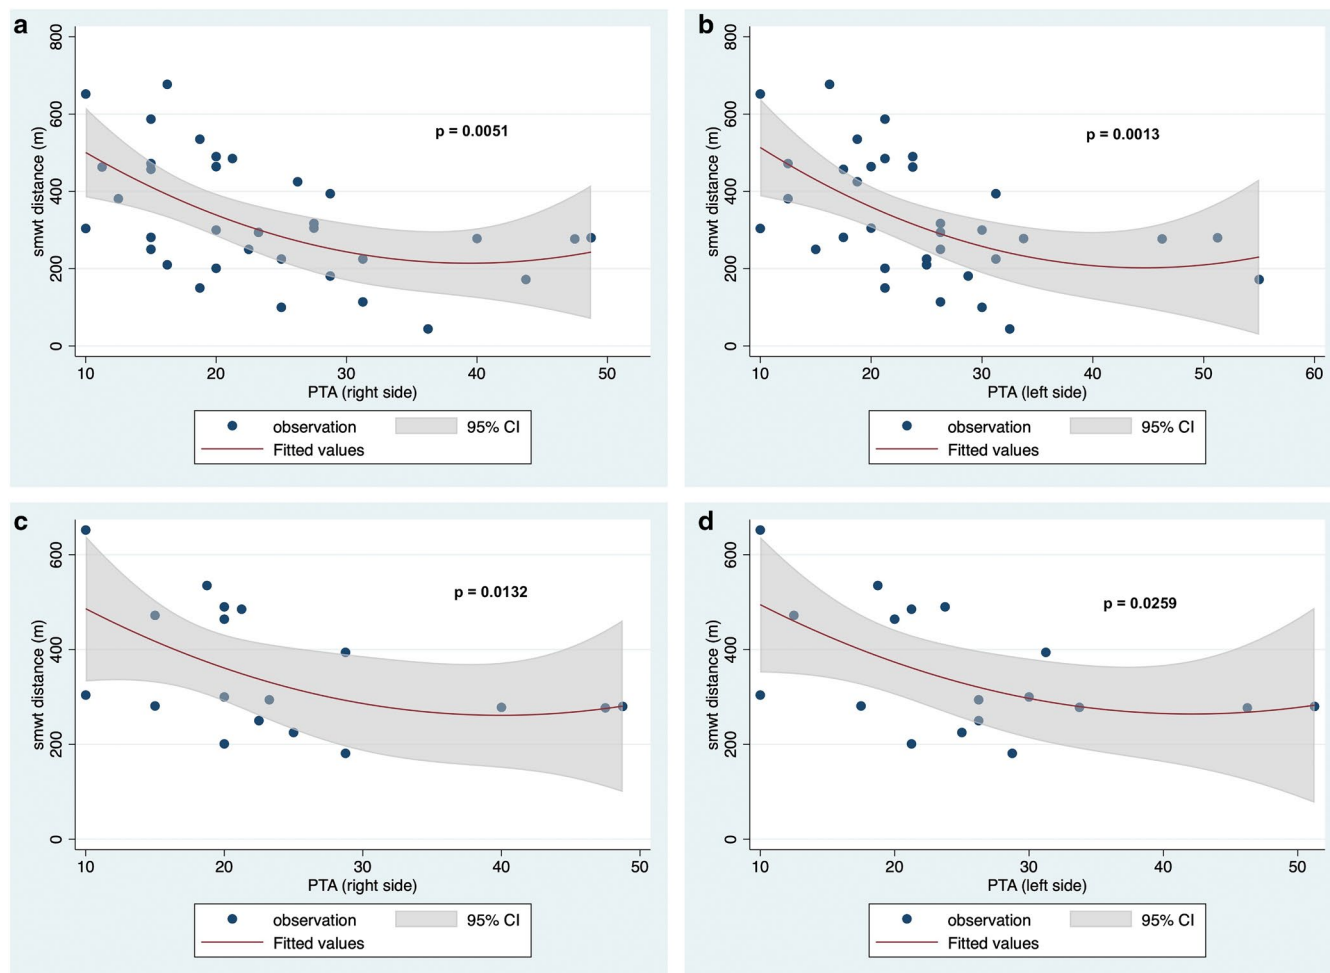 a
800
600
400
200
0
smwt distance (m)
p = 0.0051
10 20 30 40 50
PTA (right side)
observation 95% CI
Fitted values
b
800
600
400
200
0
smwt distance (m)
p = 0.0013
10 20 30 40 50 60
PTA (left side)
observation 95% CI
Fitted values
c
600
400
200
0
smwt distance (m)
p = 0.0132
10 20 30 40 50
PTA (right side)
observation 95% CI
Fitted values
d
600
400
200
0
smwt distance (m)
p = 0.0259
10 20 30 40 50
PTA (left side)
observation 95% CI
Fitted values